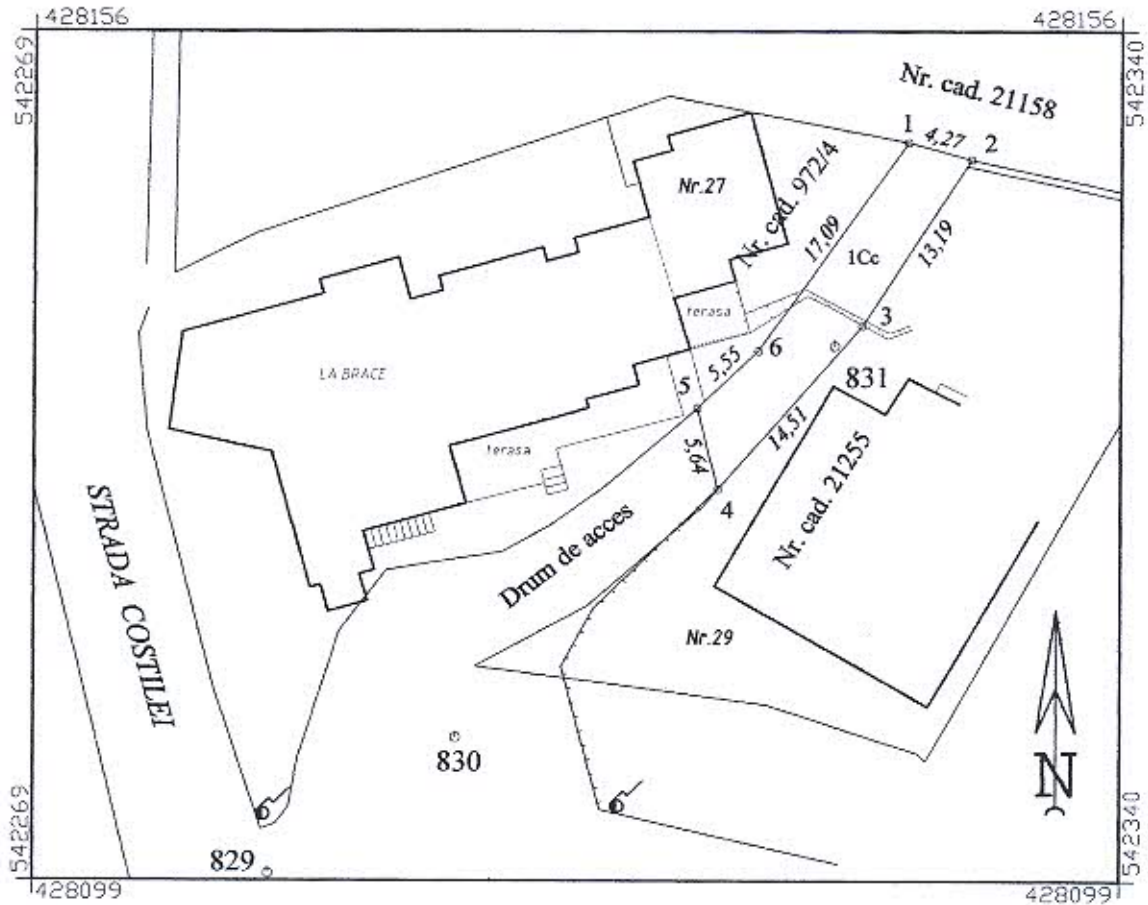 428156
428156
542269
542340
Nr. cad. 21158
1
4,27
2
Nr.27
Nr. cad. 972/4
17,09
13,19
1Cc
terasa
3
6
831
LA BRACE
5
5,55
14,51
5,64
terasa
4
Nr. cad. 21255
STRADA COSTILEI
Drum de acces
Nr.29
830
N
829
542269
542340
428099
428099